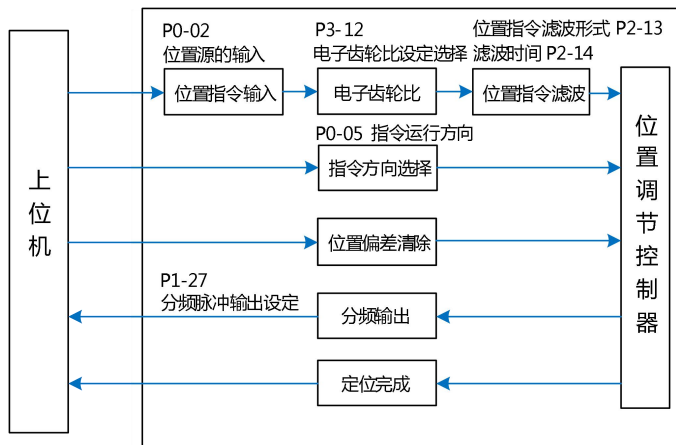 P0-02
位置源的输入
P3-12
电子齿轮比设定选择
位置指令滤波形式 P2-13
滤波时间 P2-14
位置指令输入
电子齿轮比
位置指令滤波
P0-05 指令运行方向
指令方向选择
位置偏差清除
P1-27
分频脉冲输出设定
分频输出
定位完成
上位机
位置调节控制器